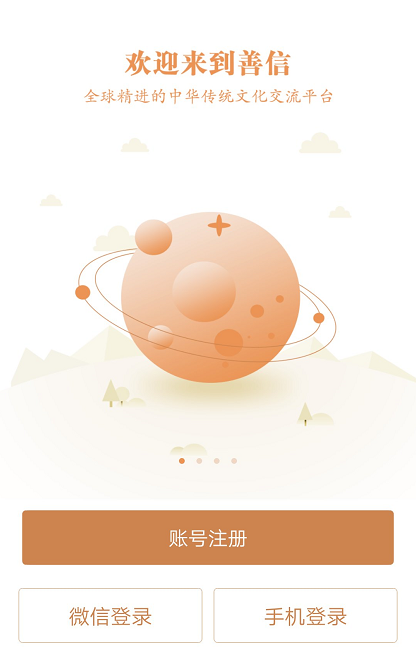 欢迎来到善信
全球精进的中华传统文化交流平台
账号注册
微信登录
手机登录